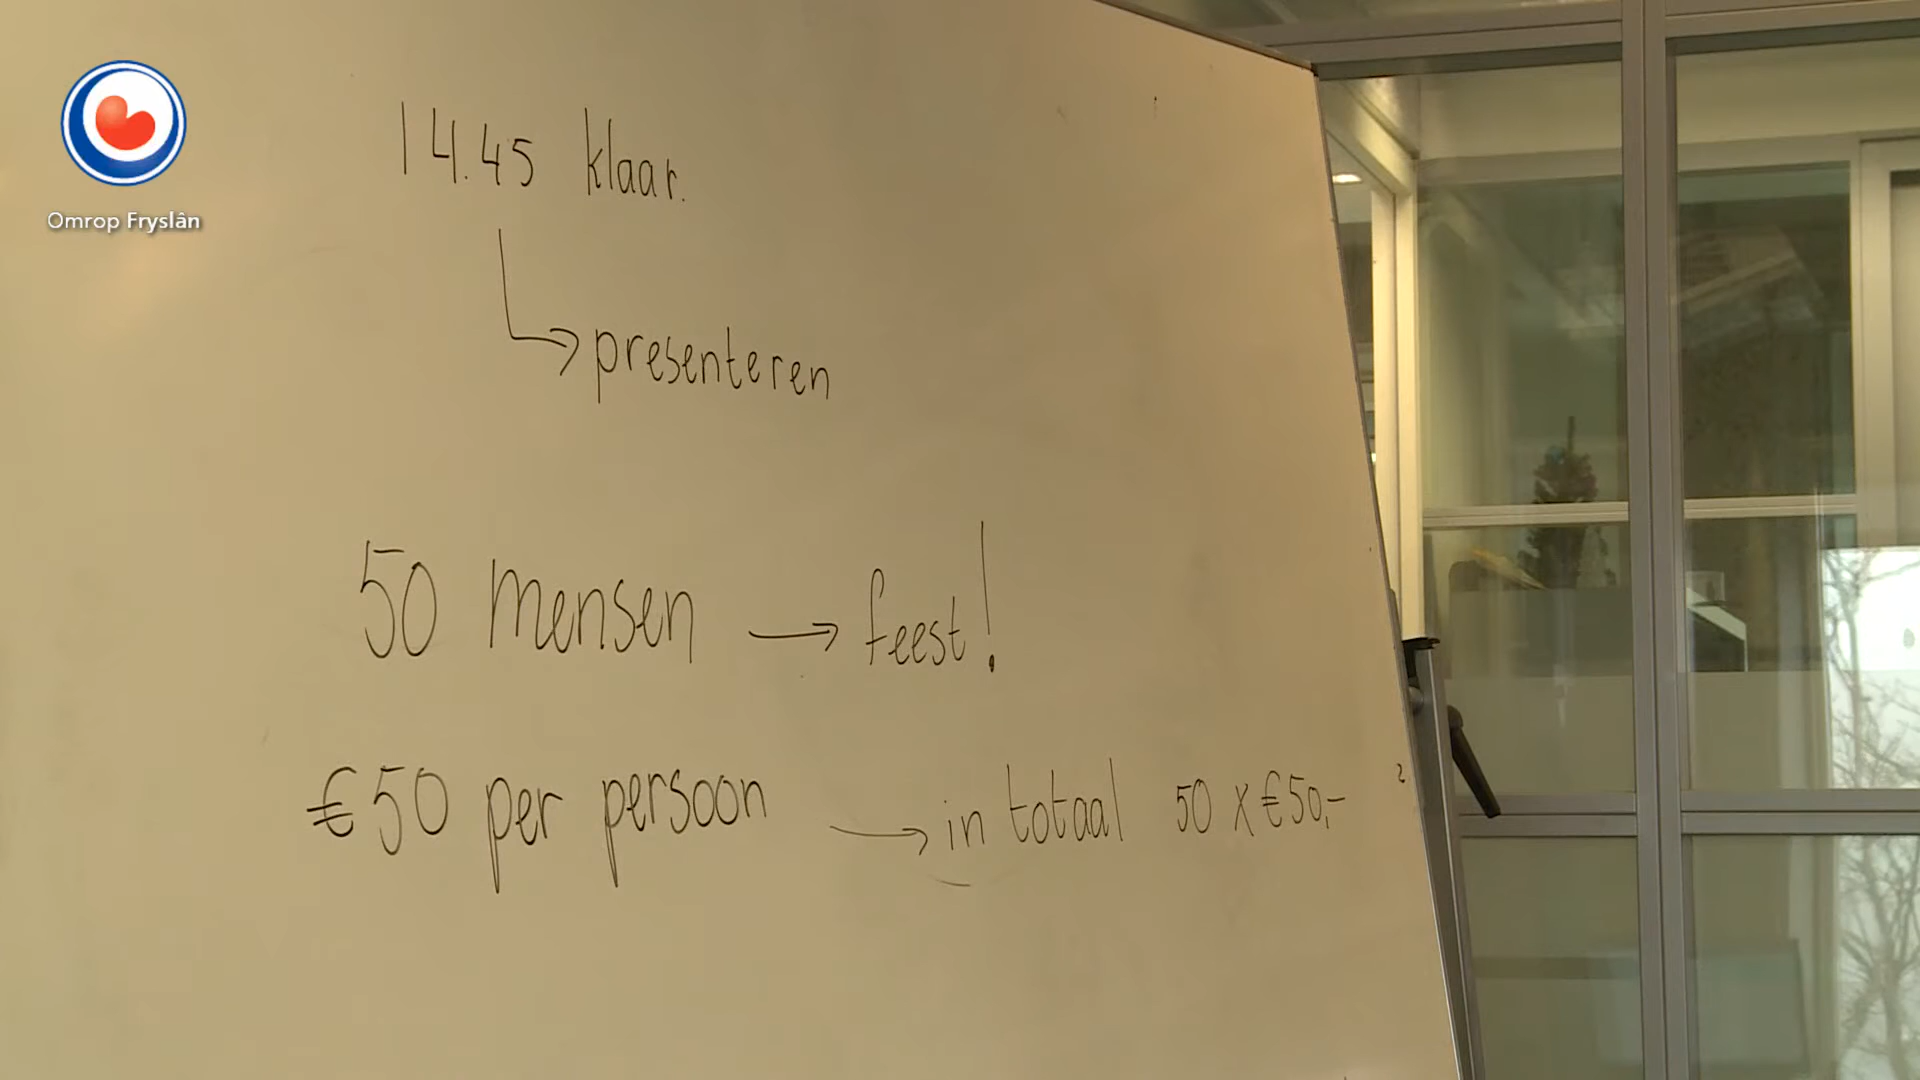 Omrop Fryslân
14.45 klaar.
→ presenteren
50 mensen → feest!
€50 per persoon → in totaal 50 x €50,-